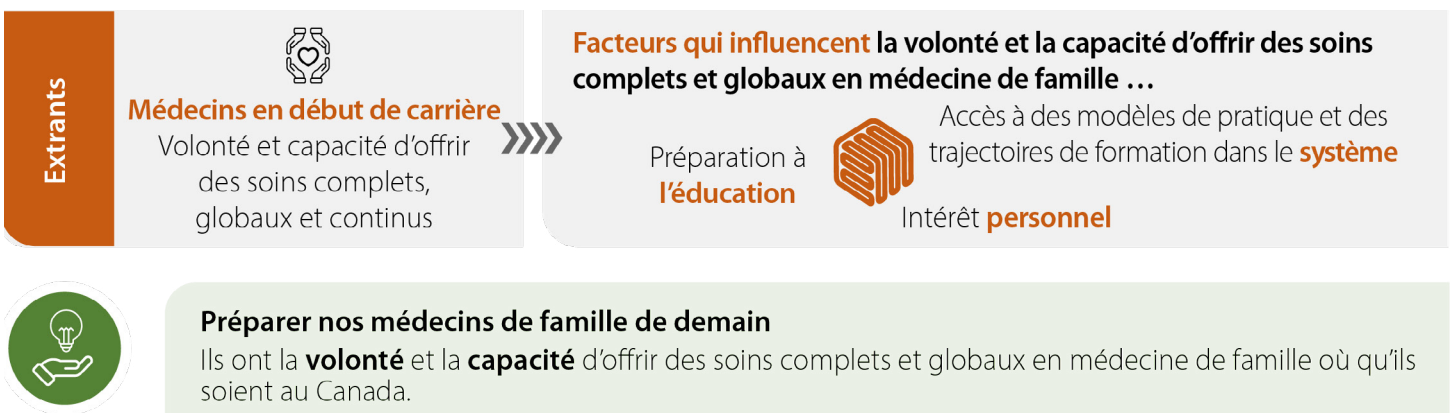 Extrants
Médecins en début de carrière
Volonté et capacité d’offrir
des soins complets,
globaux et continus
Facteurs qui influencent la volonté et la capacité d’offrir des soins
complets et globaux en médecine de famille …
Préparation à
l’éducation
Accès à des modèles de pratique et des
trajectoires de formation dans le système
Intérêt personnel
Préparer nos médecins de famille de demain
Ils ont la volonté et la capacité d’offrir des soins complets et globaux en médecine de famille où qu’ils
soient au Canada.